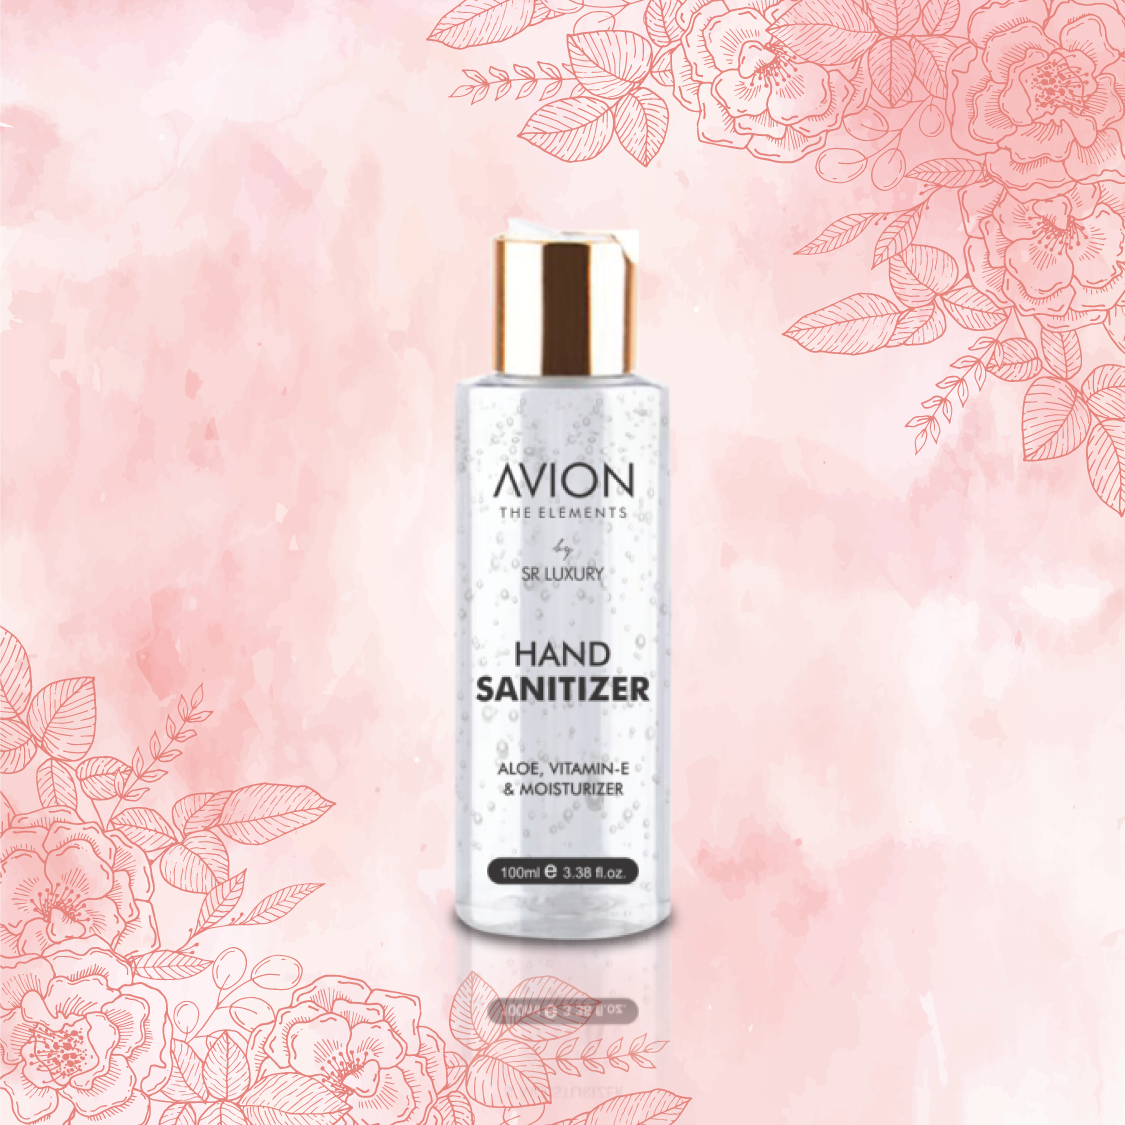 AVION
THE ELEMENTS
by
SR LUXURY
HAND
SANITIZER
ALOE, VITAMIN-E
& MOISTURIZER
100ml e 3.38 fl.oz.